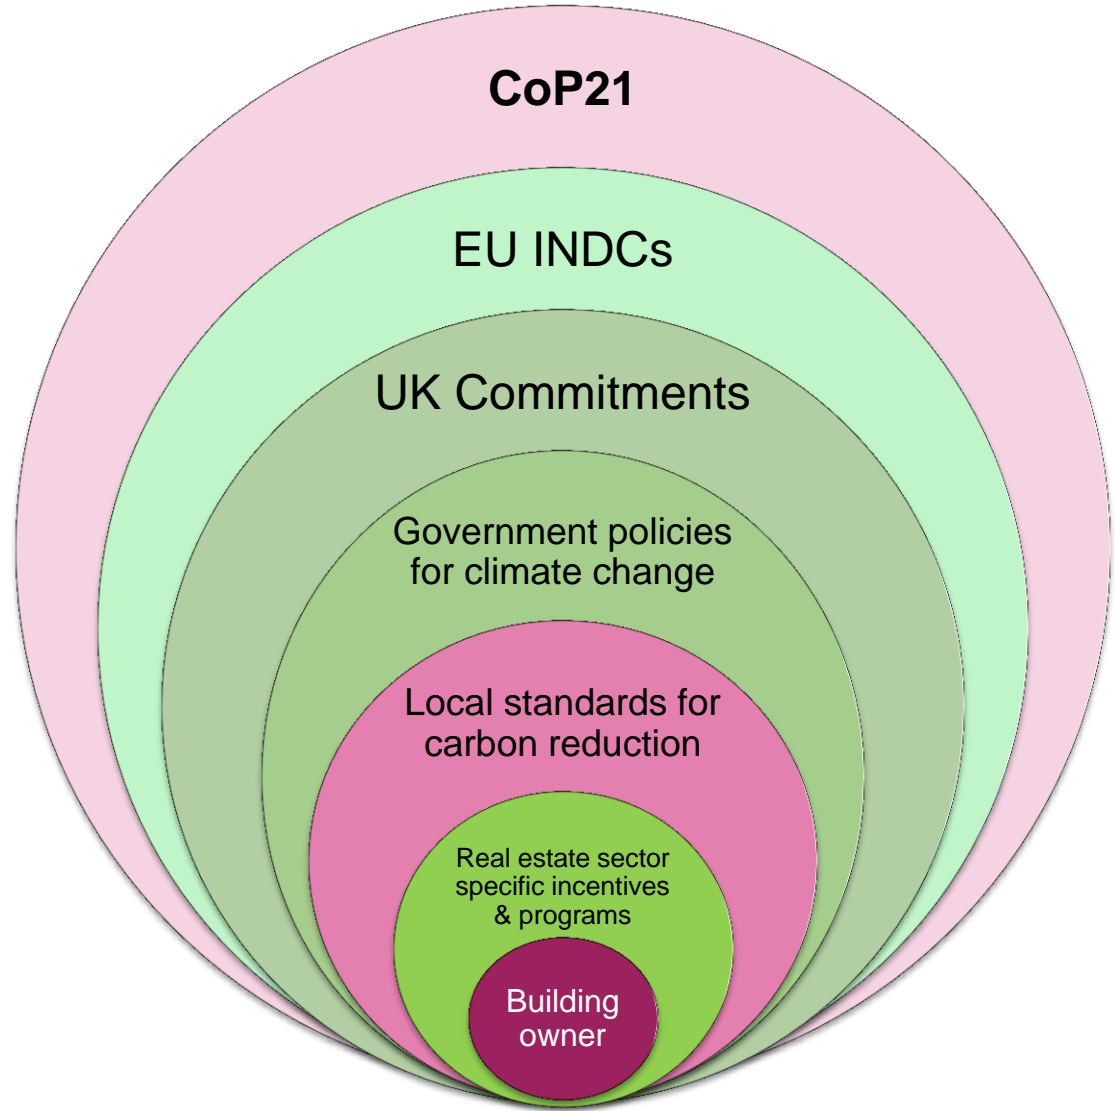 CoP21
EU INDCs
UK Commitments
Government policies
for climate change
Local standards for
carbon reduction
Real estate sector
specific incentives
& programs
Building
owner